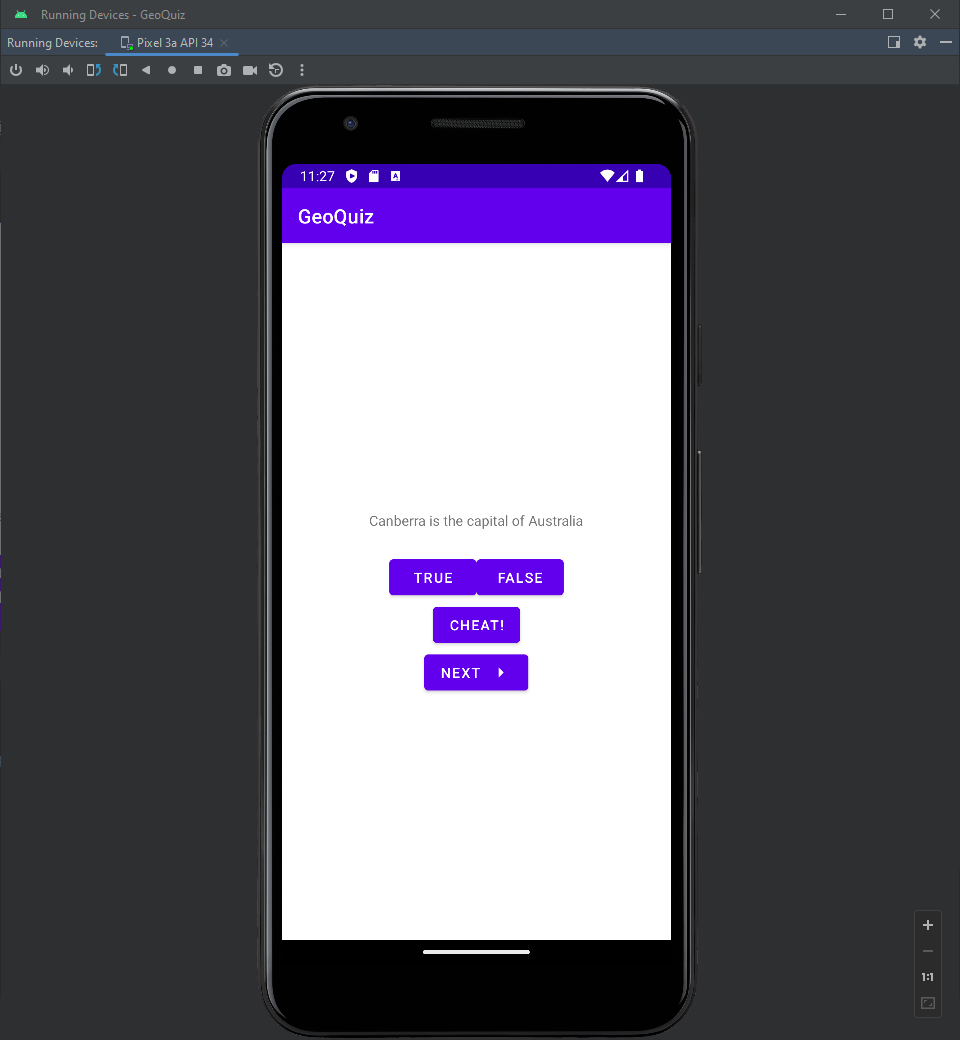 Running Devices - GeoQuiz
Running Devices: Pixel 3a API 34
11:27
GeoQuiz
Canberra is the capital of Australia
TRUE FALSE
CHEAT!
NEXT
1:1